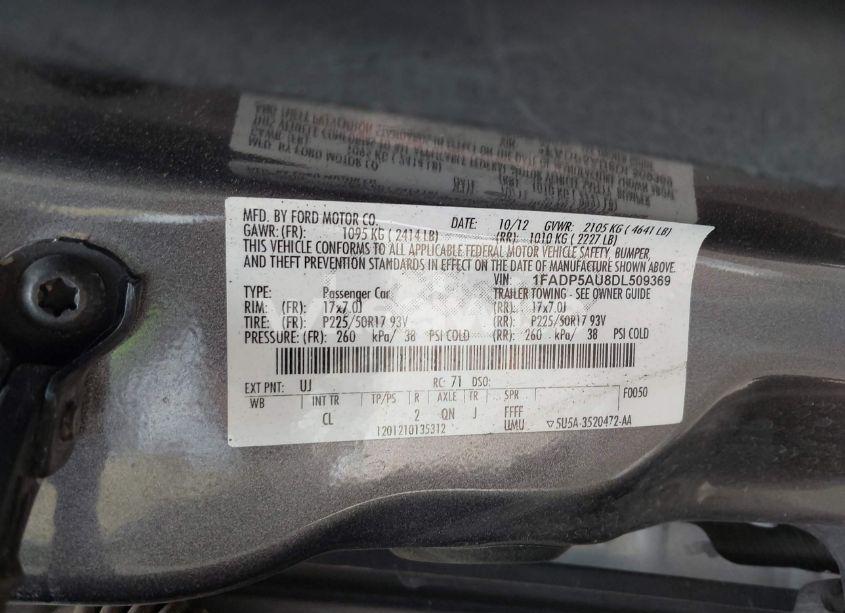 MFD. BY FORD MOTOR CO. DATE: 10/12 GVWR: 2105 KG ( 4641 LB)
GAWR: (FR): 1095 KG ( 2414 LB) (RR): 1010 KG ( 2227 LB)
THIS VEHICLE CONFORMS TO ALL APPLICABLE FEDERAL MOTOR VEHICLE SAFETY, BUMPER,
AND THEFT PREVENTION STANDARDS IN EFFECT ON THE DATE OF MANUFACTURE SHOWN ABOVE.
VIN: 1FADP5AU8DL509369
TYPE: Passenger Car TRAILER TOWING - SEE OWNER GUIDE
RIM: (FR): 17x7.0J (RR): 17x7.0J
TIRE: (FR): P225/50R17 93V (RR): P225/50R17 93V
PRESSURE: (FR): 260 kPa/ 38 PSI COLD (RR): 260 kPa/ 38 PSI COLD
EXT PNT: UJ RC: 71 DSO: F0050
WB INT TR TP/PS R AXLE TR SPR
CL 2 QN J FFFF
1201210135312 UMU ▽5U5A-3520472-AA